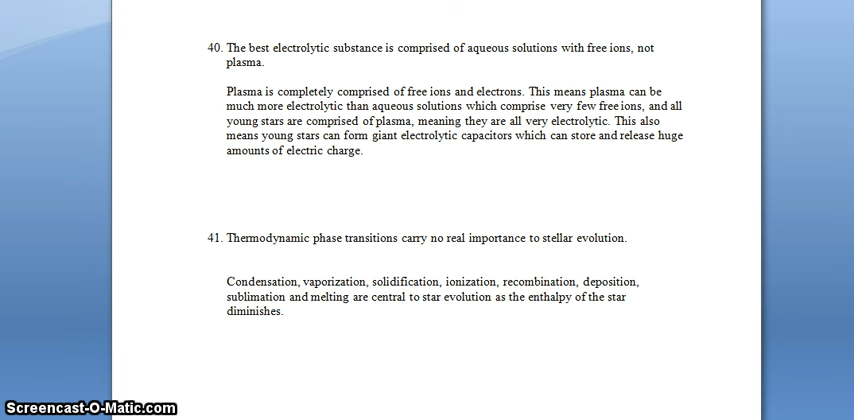 40. The best electrolytic substance is comprised of aqueous solutions with free ions, not
plasma.
Plasma is completely comprised of free ions and electrons. This means plasma can be
much more electrolytic than aqueous solutions which comprise very few free ions, and all
young stars are comprised of plasma, meaning they are all very electrolytic. This also
means young stars can form giant electrolytic capacitors which can store and release huge
amounts of electric charge.
41. Thermodynamic phase transitions carry no real importance to stellar evolution.
Condensation, vaporization, solidification, ionization, recombination, deposition,
sublimation and melting are central to star evolution as the enthalpy of the star
diminishes.
Screencast-O-Matic.com